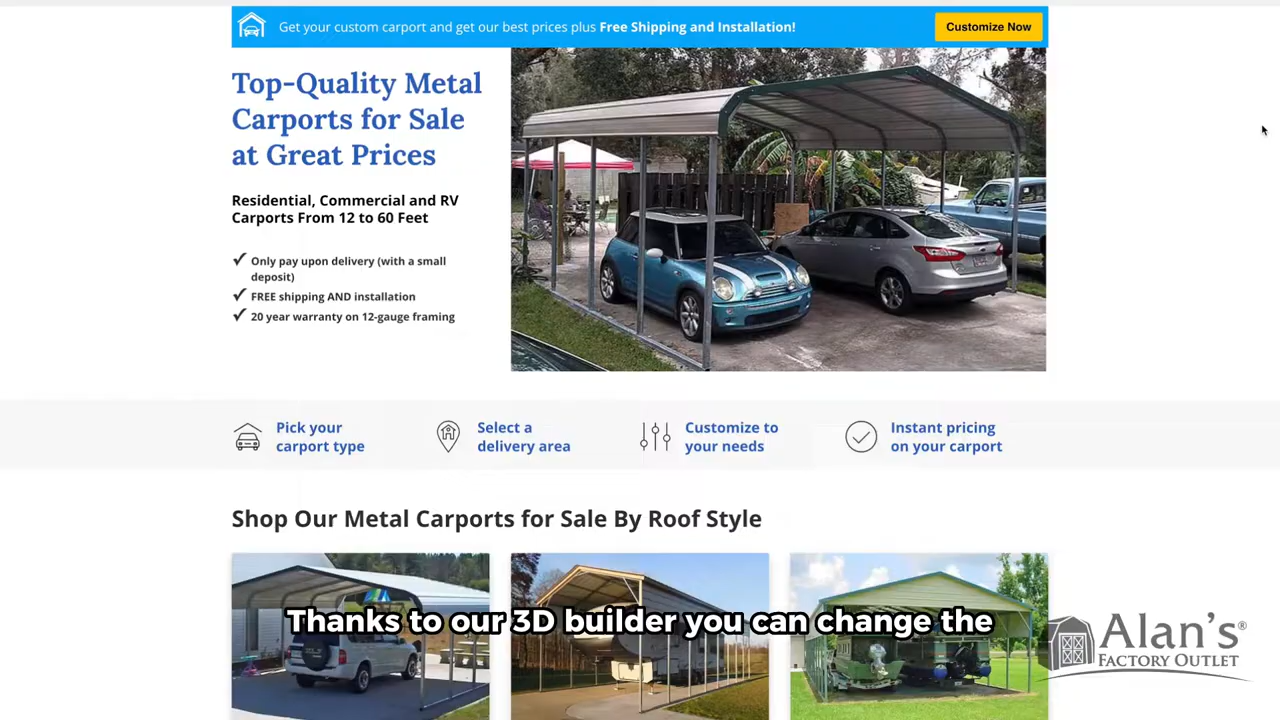 Get your custom carport and get our best prices plus Free Shipping and Installation!
Customize Now
Top-Quality Metal
Carports for Sale
at Great Prices
Residential, Commercial and RV
Carports From 12 to 60 Feet
Only pay upon delivery (with a small
deposit)
FREE shipping AND installation
20 year warranty on 12-gauge framing
Pick your
carport type
Select a
delivery area
Customize to
your needs
Instant pricing
on your carport
Shop Our Metal Carports for Sale By Roof Style
Thanks to our 3D builder you can change the
Alan's®
FACTORY OUTLET